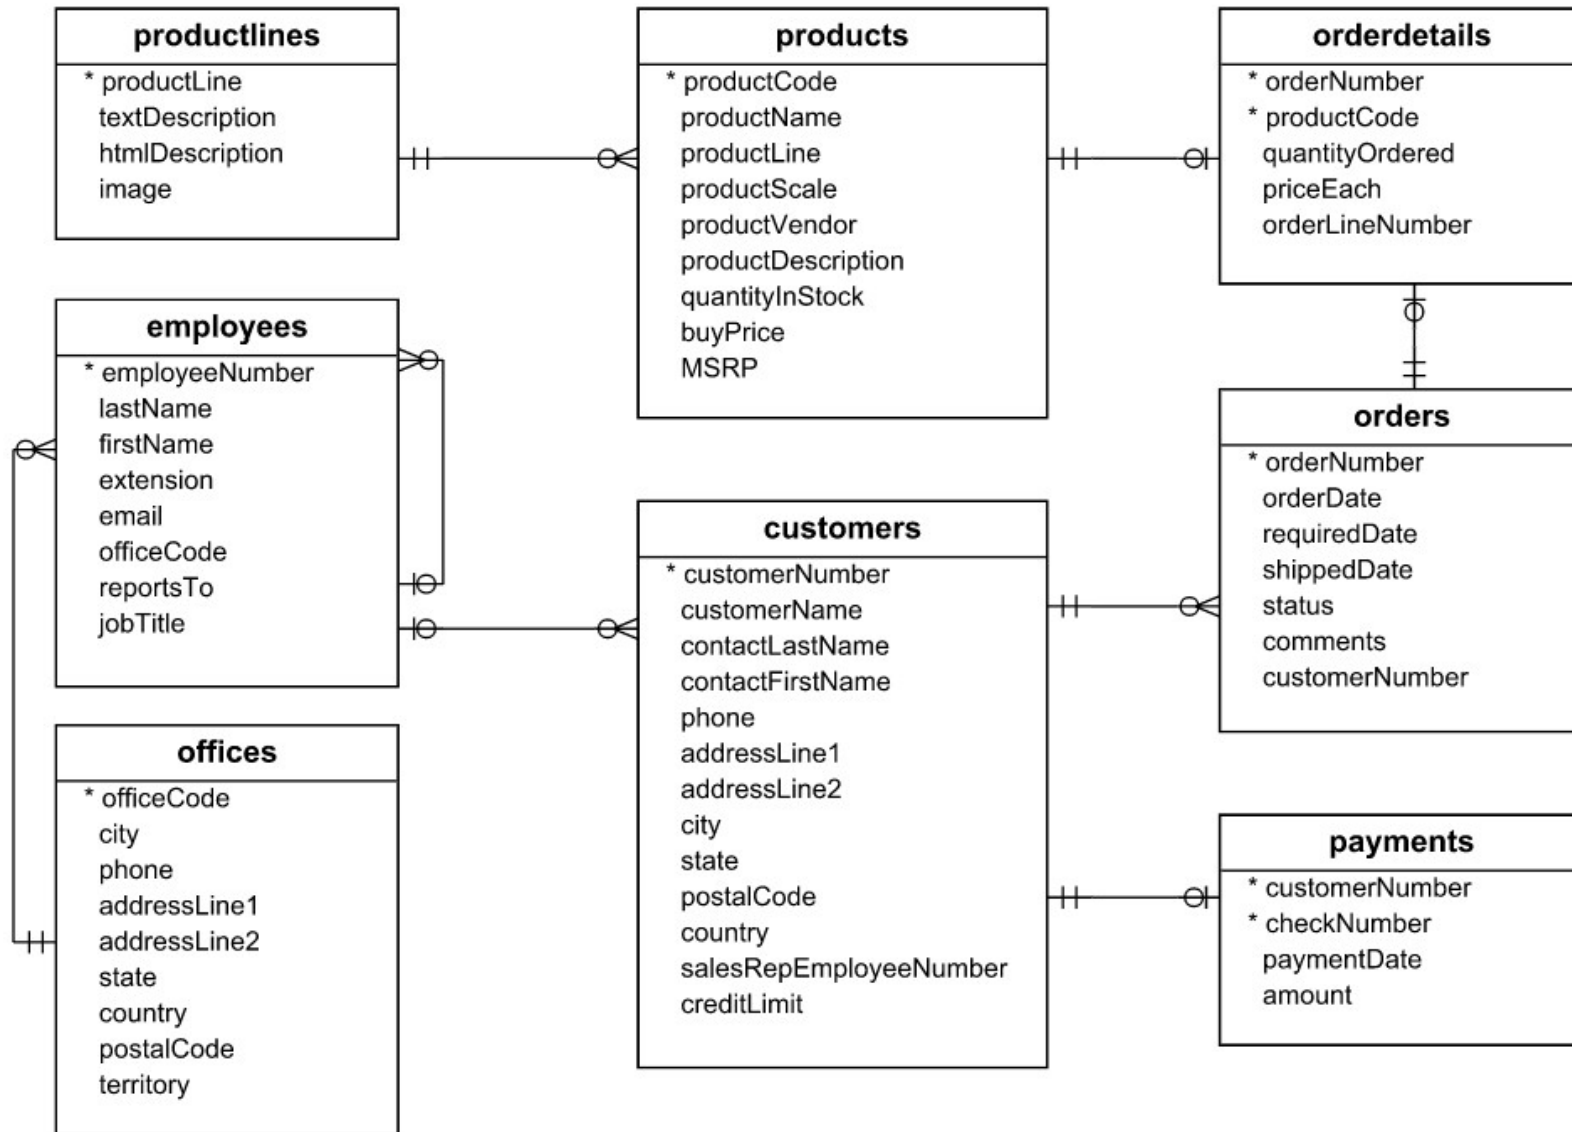 productlines
* productLine
textDescription
htmlDescription
image
products
* productCode
productName
productLine
productScale
productVendor
productDescription
quantityInStock
buyPrice
MSRP
orderdetails
* orderNumber
* productCode
quantityOrdered
priceEach
orderLineNumber
employees
* employeeNumber
lastName
firstName
extension
email
officeCode
reportsTo
jobTitle
customers
* customerNumber
customerName
contactLastName
contactFirstName
phone
addressLine1
addressLine2
city
state
postalCode
country
salesRepEmployeeNumber
creditLimit
orders
* orderNumber
orderDate
requiredDate
shippedDate
status
comments
customerNumber
offices
* officeCode
city
phone
addressLine1
addressLine2
state
country
postalCode
territory
payments
* customerNumber
* checkNumber
paymentDate
amount